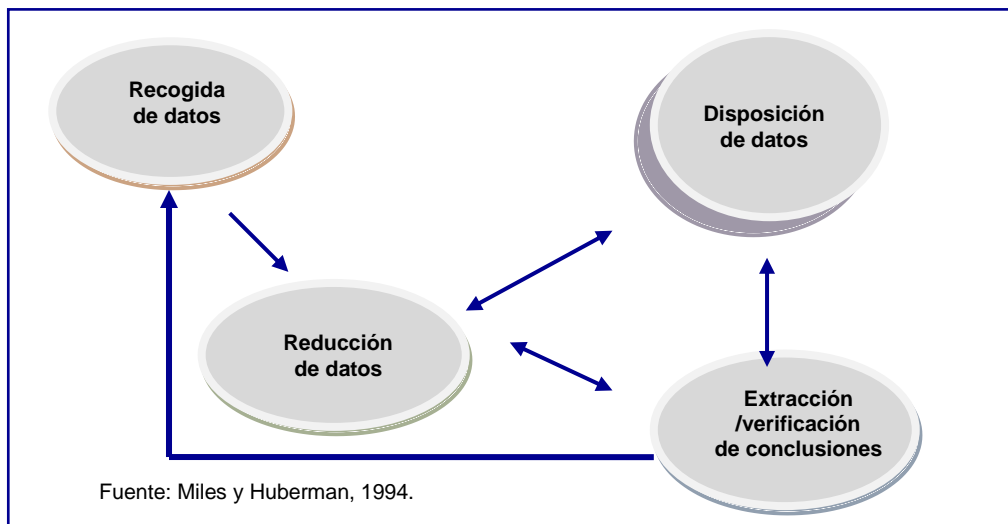 Recogida
de datos
Disposición
de datos
Reducción
de datos
Extracción
/verificación
de conclusiones
Fuente: Miles y Huberman, 1994.